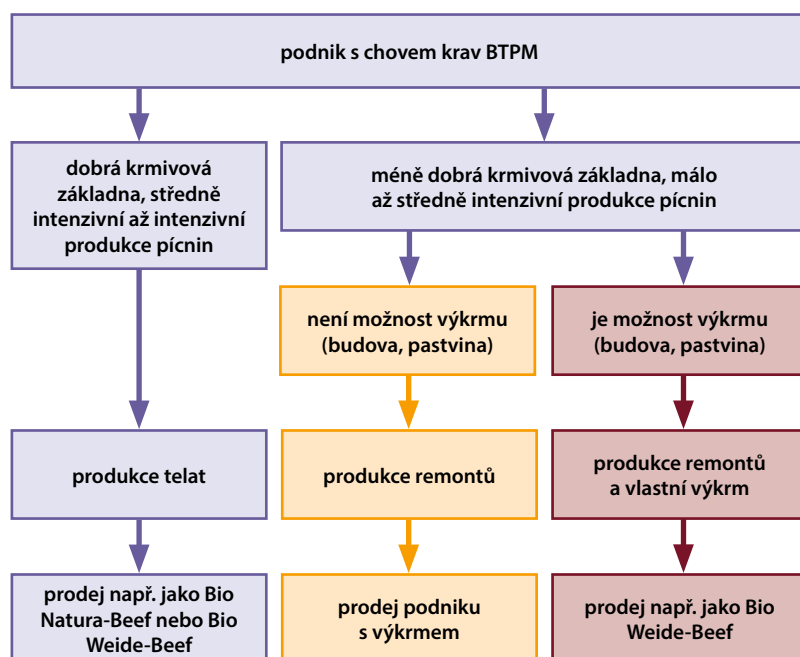 podnik s chovem krav BTPM
dobrá krmivová
základna, středně
intenzivní až intenzivní
produkce pícnin
méně dobrá krmivová základna, málo
až středně intenzivní produkce pícnin
není možnost výkrmu
(budova, pastvina)
je možnost výkrmu
(budova, pastvina)
produkce telat
produkce remontů
produkce remontů
a vlastní výkrm
prodej např. jako Bio
Natura-Beef nebo Bio
Weide-Beef
prodej podniku
s výkrmem
prodej např. jako Bio
Weide-Beef